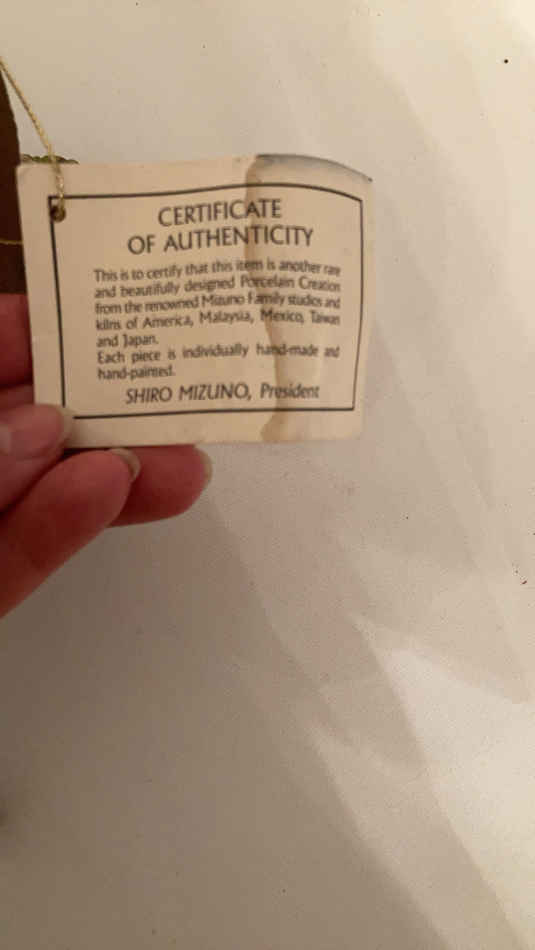 CERTIFICATE
OF AUTHENTICITY
This is to certify that this item is another rare
and beautifully designed Porcelain Creation
from the renowned Mizuno Family studios and
kilns of America, Malaysia, Mexico, Taiwan
and Japan.
Each piece is individually hand-made and
hand-painted.
SHIRO MIZUNO, President